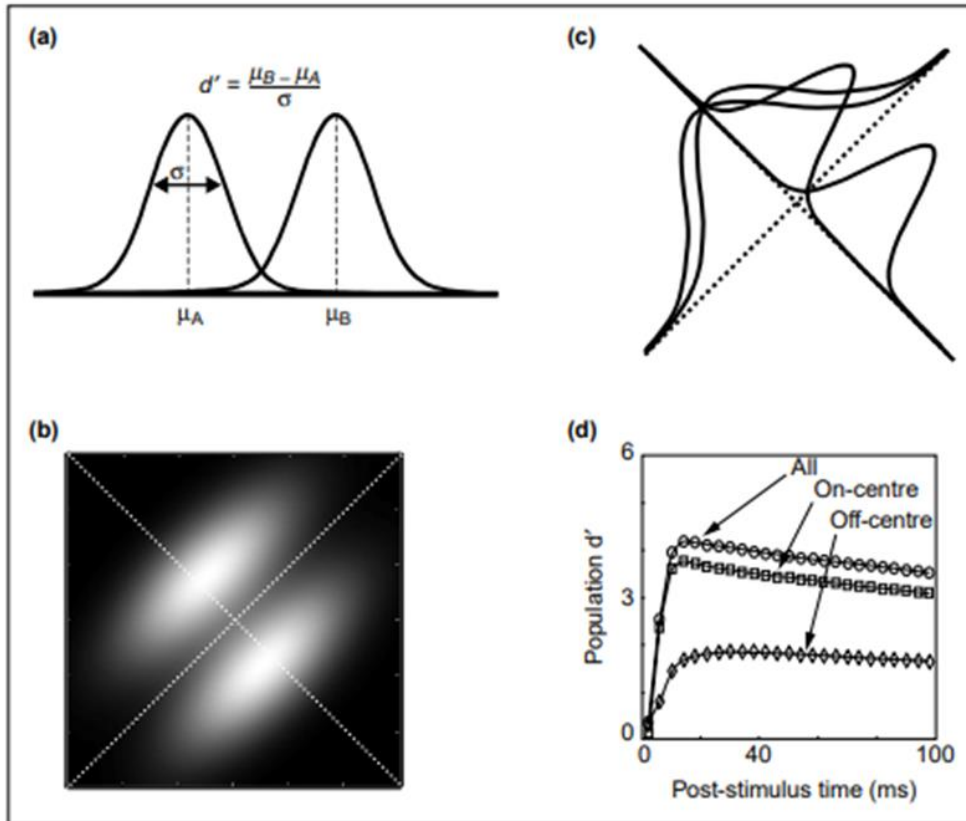 (a)
d′ = μB – μA / σ
σ
μA
μB
(b)
(c)
(d)
6
All
On-centre
Off-centre
Population d′
3
0
0
40
100
Post-stimulus time (ms)